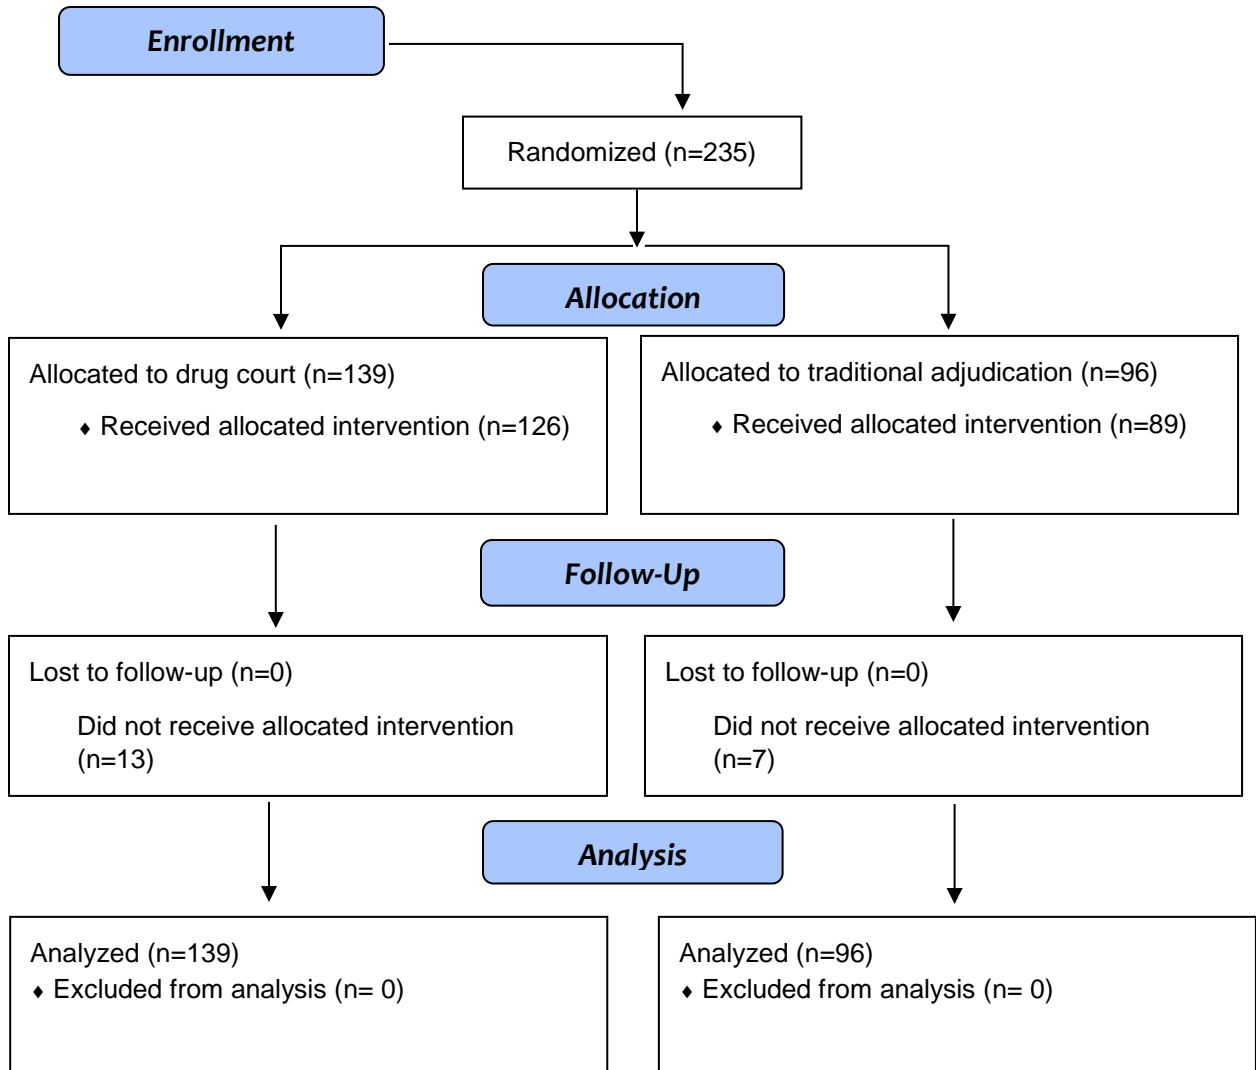 Enrollment
Randomized (n=235)
Allocation
Allocated to drug court (n=139)
♦ Received allocated intervention (n=126)
Allocated to traditional adjudication (n=96)
♦ Received allocated intervention (n=89)
Follow-Up
Lost to follow-up (n=0)
Did not receive allocated intervention
(n=13)
Lost to follow-up (n=0)
Did not receive allocated intervention
(n=7)
Analysis
Analyzed (n=139)
♦ Excluded from analysis (n= 0)
Analyzed (n=96)
♦ Excluded from analysis (n= 0)